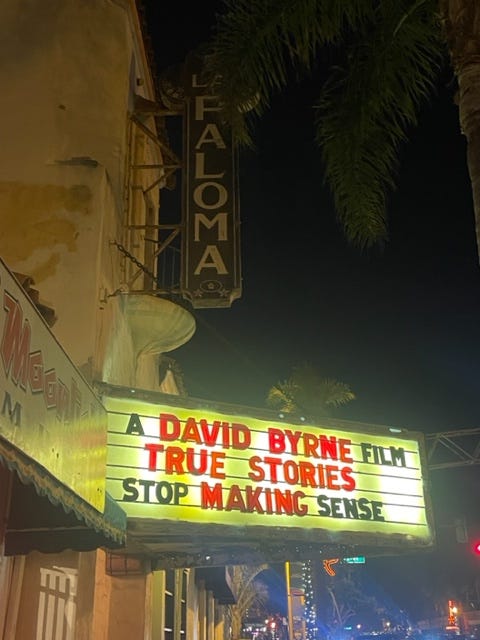 LA
PALOMA
A DAVID BYRNE FILM
TRUE STORIES
STOP MAKING SENSE